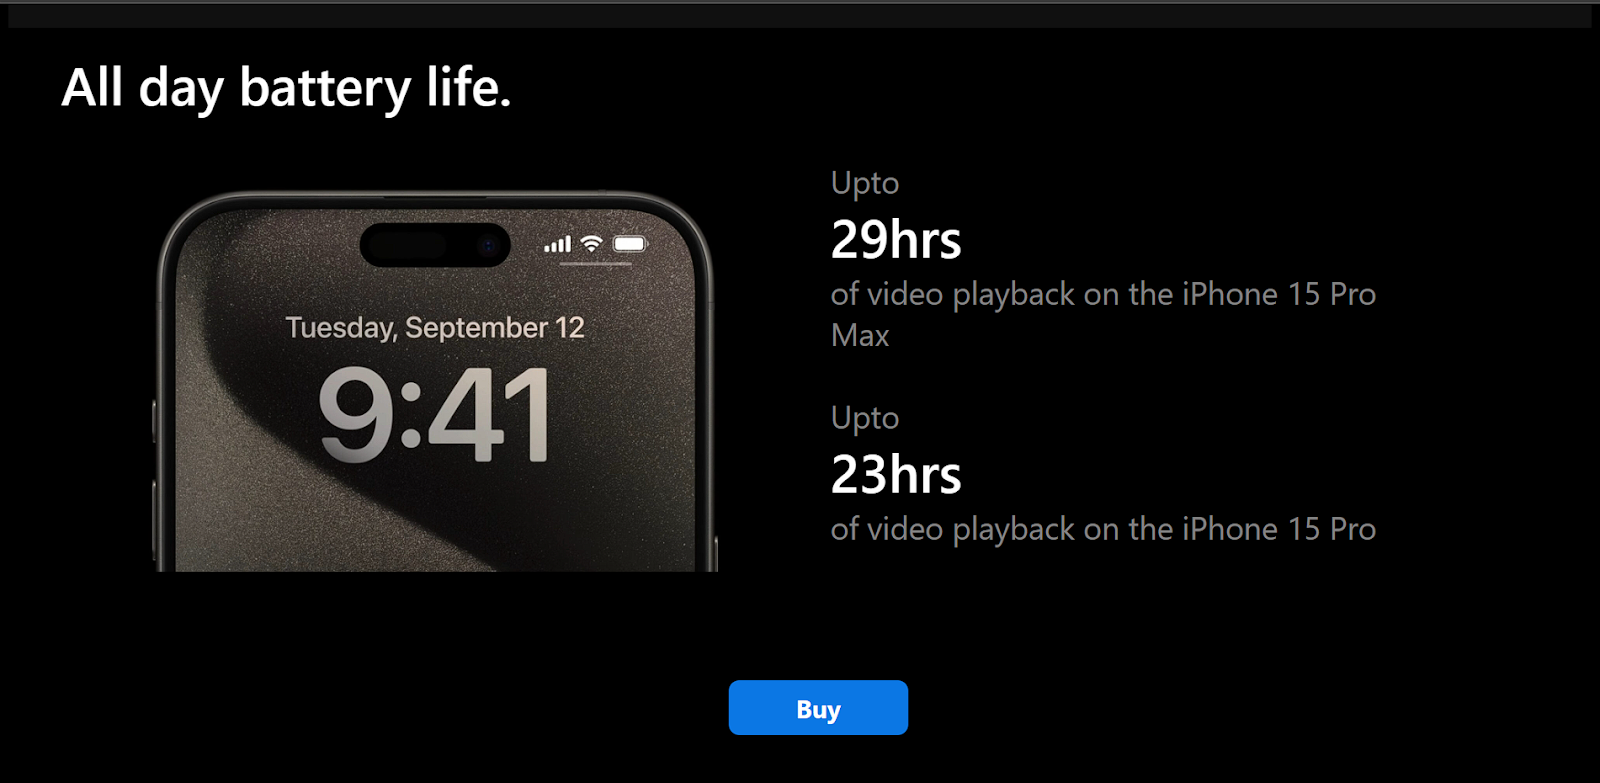 All day battery life.
Tuesday, September 12
9:41
Upto
29hrs
of video playback on the iPhone 15 Pro
Max
Upto
23hrs
of video playback on the iPhone 15 Pro
Buy